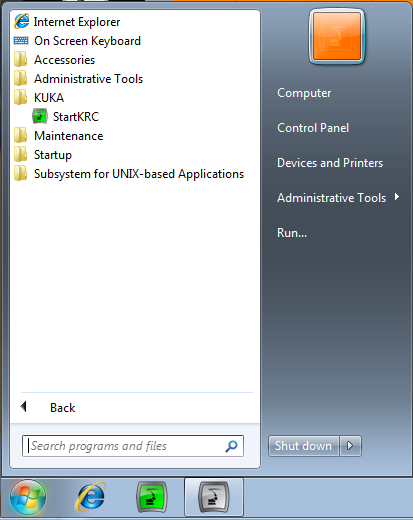 Internet Explorer
On Screen Keyboard
Accessories
Administrative Tools
KUKA
StartKRC
Maintenance
Startup
Subsystem for UNIX-based Applications
Back
Search programs and files
Computer
Control Panel
Devices and Printers
Administrative Tools
Run...
Shut down